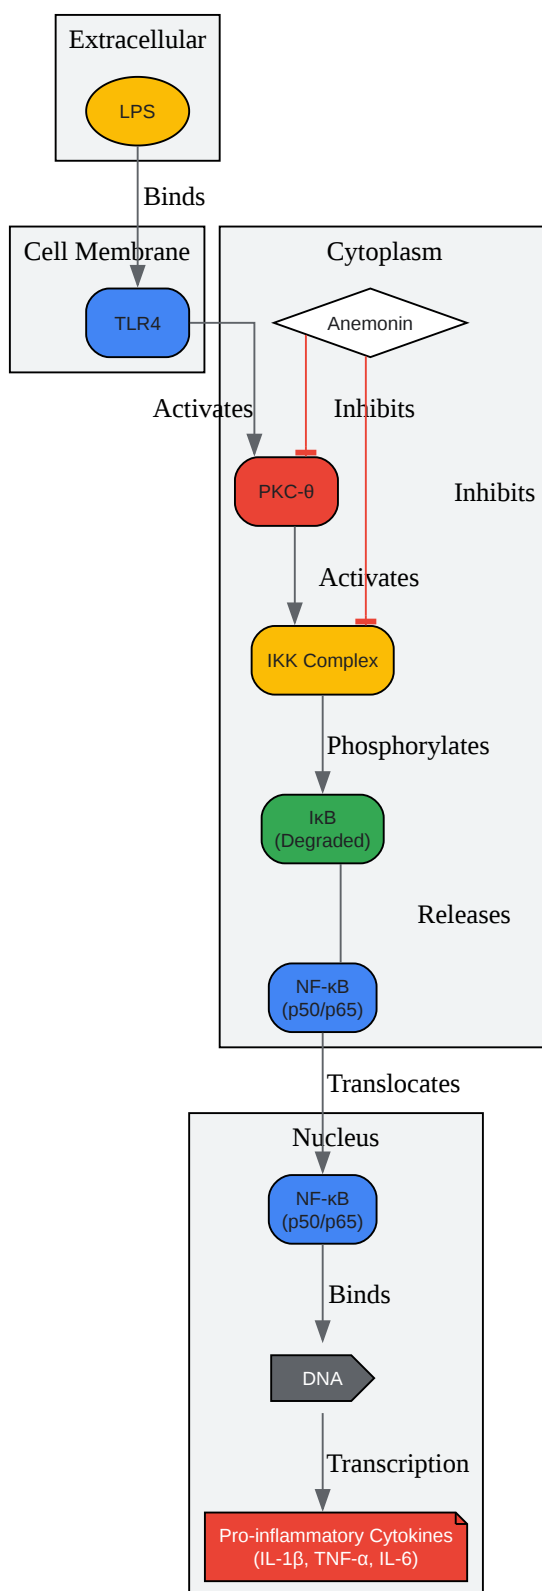 Extracellular
LPS
Binds
Cell Membrane
Cytoplasm
TLR4
Anemonin
Activates
Inhibits
PKC-θ
Inhibits
Activates
IKK Complex
Phosphorylates
IκB
(Degraded)
Releases
NF-κB
(p50/p65)
Translocates
Nucleus
NF-κB
(p50/p65)
Binds
DNA
Transcription
Pro-inflammatory Cytokines
(IL-1β, TNF-α, IL-6)